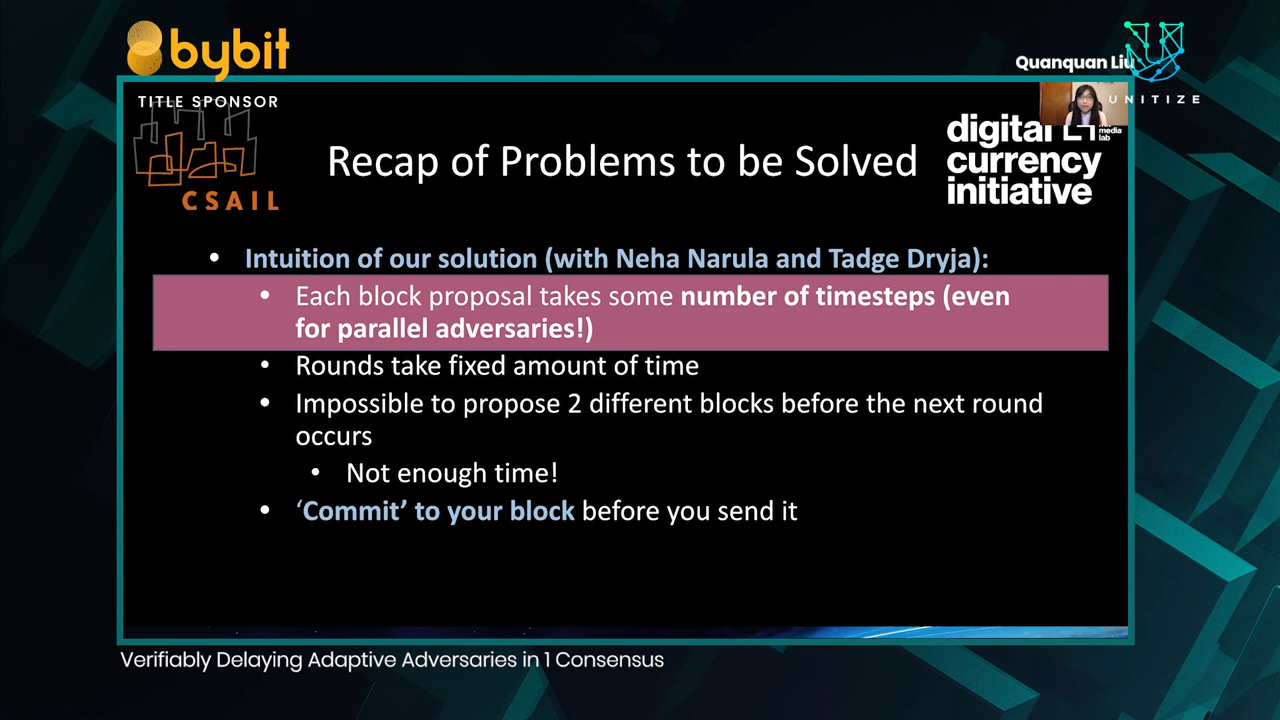 bybit
Quanquan Liu
TITLE SPONSOR
UNITIZE
CSAIL
Recap of Problems to be Solved
digital
media
lab
currency
initiative
• Intuition of our solution (with Neha Narula and Tadge Dryja):
• Each block proposal takes some number of timesteps (even
for parallel adversaries!)
• Rounds take fixed amount of time
• Impossible to propose 2 different blocks before the next round
occurs
• Not enough time!
• ‘Commit’ to your block before you send it
Verifiably Delaying Adaptive Adversaries in 1 Consensus